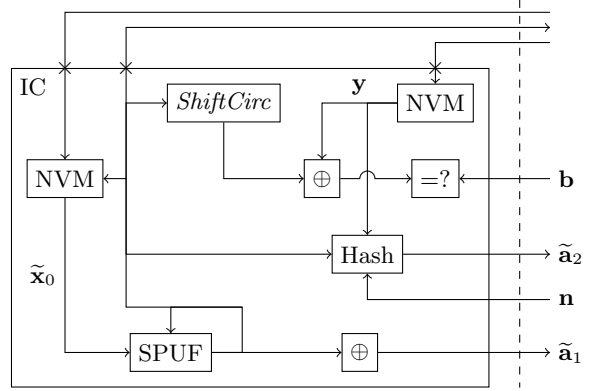 IC
ShiftCirc
y
NVM
NVM
⊕
=?
b
Hash
ã₂
x̃₀
n
SPUF
⊕
ã₁